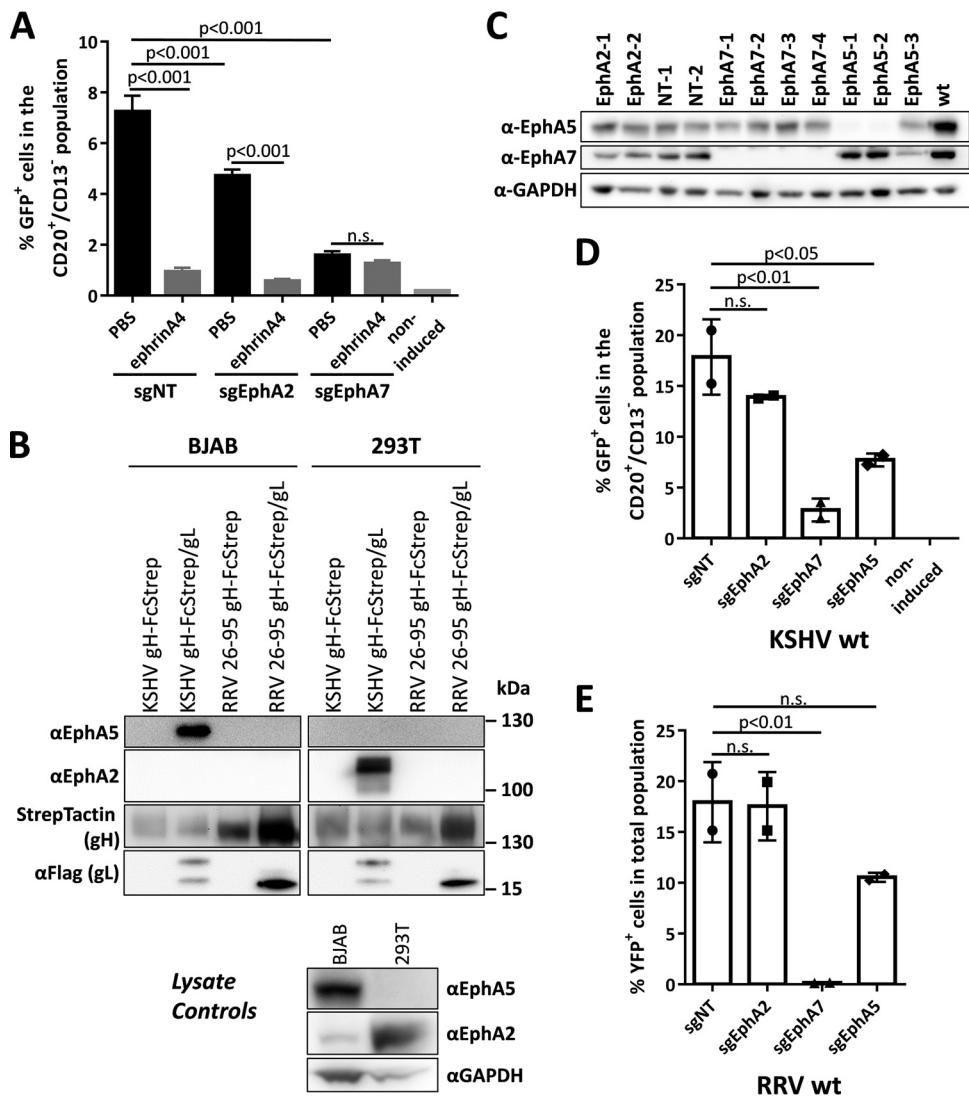 A
p<0.001
p<0.001
p<0.001
p<0.001
n.s.
% GFP+ cells in the
CD20+/CD13- population
10
8
6
4
2
0
PBS
ephrinA4
PBS
ephrinA4
PBS
ephrinA4
non-
induced
sgNT
sgEphA2
sgEphA7
C
EphA2-1
EphA2-2
NT-1
NT-2
EphA7-1
EphA7-2
EphA7-3
EphA7-4
EphA5-1
EphA5-2
EphA5-3
wt
α-EphA5
α-EphA7
α-GAPDH
B
BJAB
293T
KSHV gH-FcStrep
KSHV gH-FcStrep/gL
RRV 26-95 gH-FcStrep
RRV 26-95 gH-FcStrep/gL
KSHV gH-FcStrep
KSHV gH-FcStrep/gL
RRV 26-95 gH-FcStrep
RRV 26-95 gH-FcStrep/gL
kDa
αEphA5
130
αEphA2
100
StrepTactin
(gH)
130
αFlag (gL)
15
Lysate
Controls
BJAB
293T
αEphA5
αEphA2
αGAPDH
D
p<0.05
p<0.01
n.s.
% GFP+ cells in the
CD20+/CD13- population
25
20
15
10
5
0
sgNT
sgEphA2
sgEphA7
sgEphA5
non-
induced
KSHV wt
E
n.s.
p<0.01
n.s.
% YFP+ cells in total population
25
20
15
10
5
0
sgNT
sgEphA2
sgEphA7
sgEphA5
RRV wt